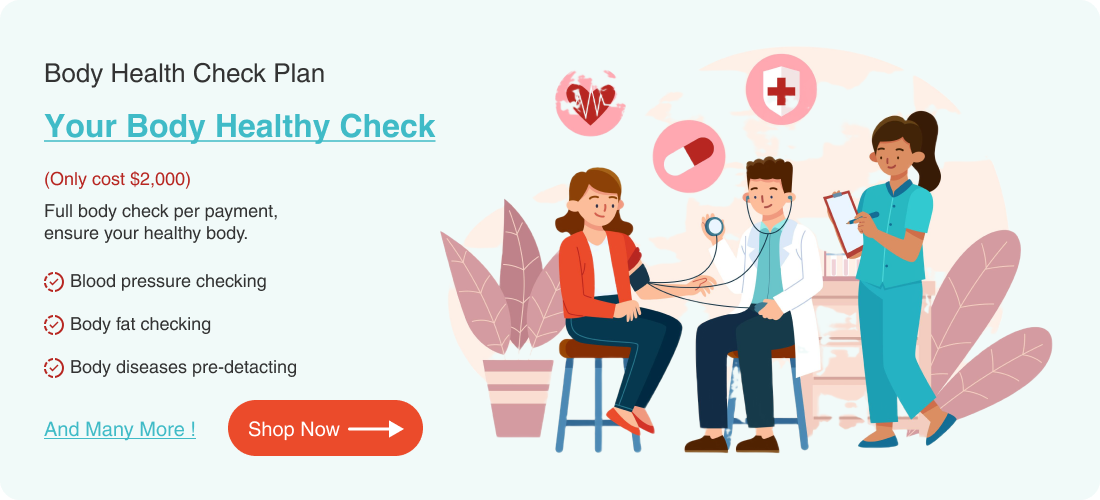 Body Health Check Plan
Your Body Healthy Check
(Only cost $2,000)
Full body check per payment,
ensure your healthy body.
Blood pressure checking
Body fat checking
Body diseases pre-detacting
And Many More !
Shop Now